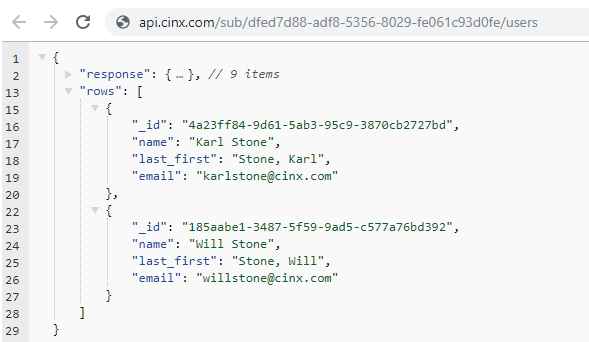 api.cinx.com/sub/dfed7d88-adf8-5356-8029-fe061c93d0fe/users
1 {
2 "response": { … }, // 9 items
13 "rows": [
15 {
16 "_id": "4a23ff84-9d61-5ab3-95c9-3870cb2727bd",
17 "name": "Karl Stone",
18 "last_first": "Stone, Karl",
19 "email": "karlstone@cinx.com"
20 },
22 {
23 "_id": "185aabe1-3487-5f59-9ad5-c577a76bd392",
24 "name": "Will Stone",
25 "last_first": "Stone, Will",
26 "email": "willstone@cinx.com"
27 }
28 ]
29 }